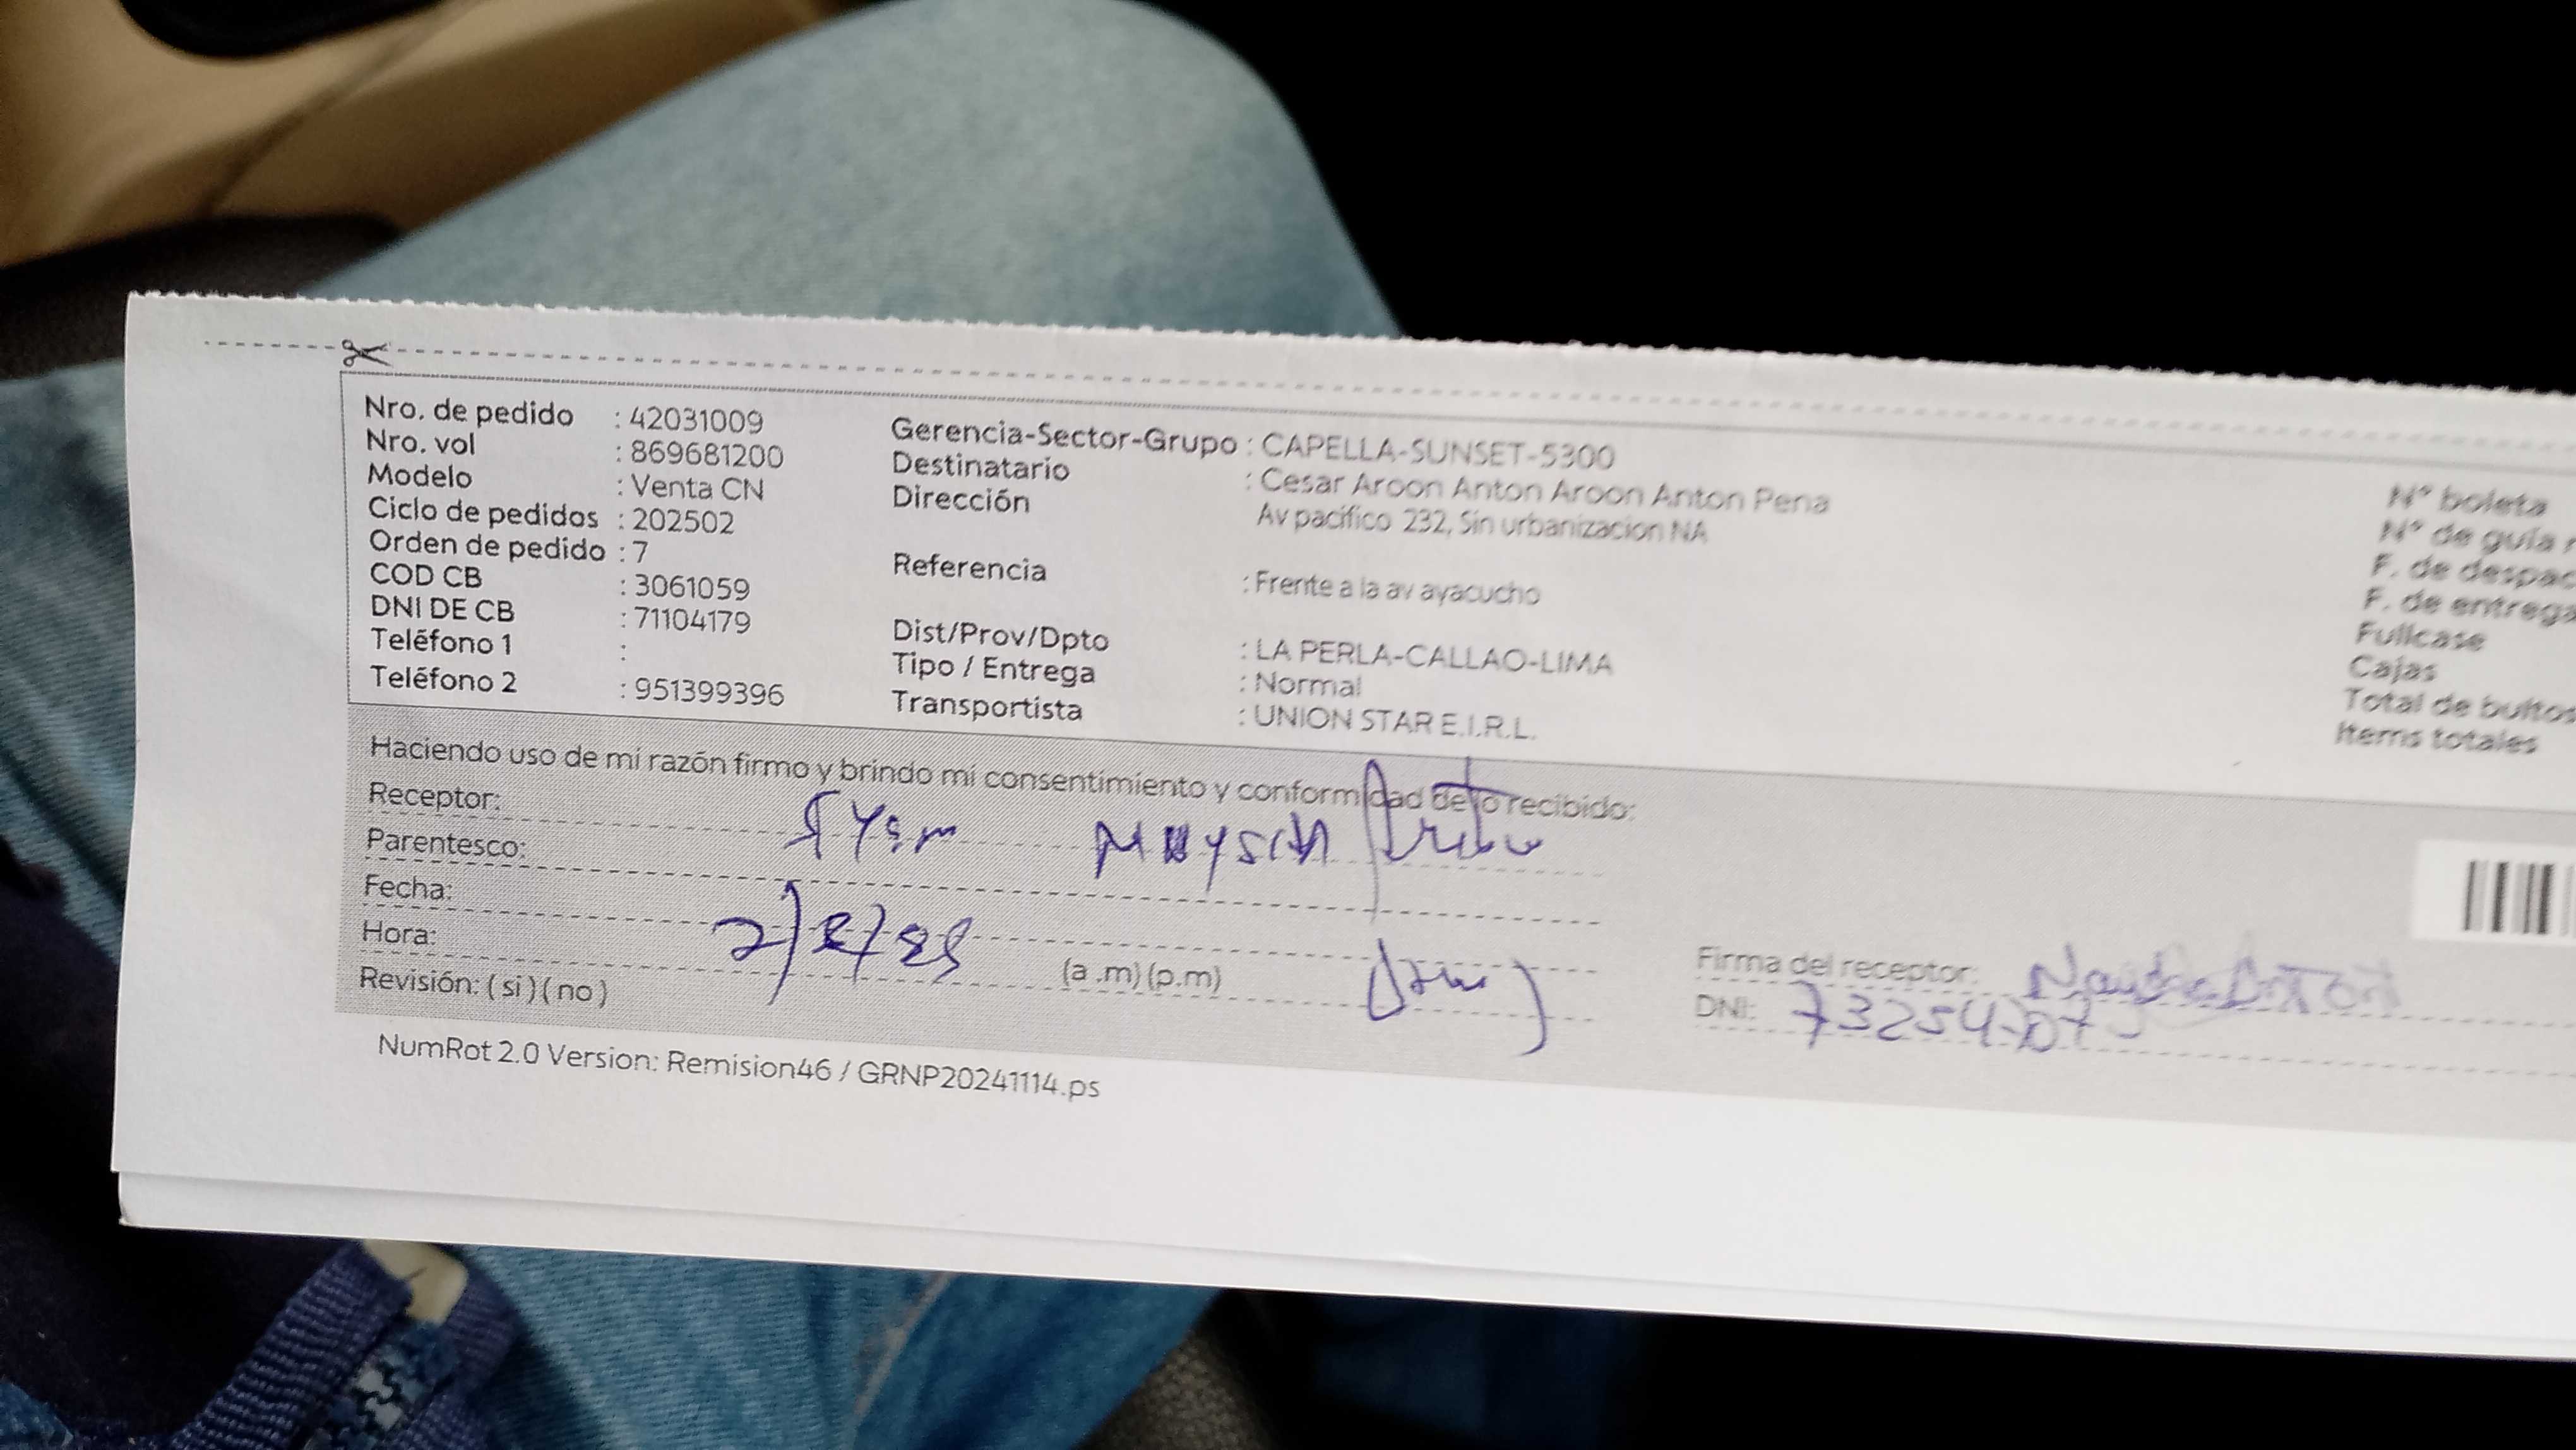 Nro. de pedido : 42031009
Nro. vol : 869681200
Modelo : Venta CN
Ciclo de pedidos : 202502
Orden de pedido : 7
COD CB : 3061059
DNI DE CB : 71104179
Teléfono 1 :
Teléfono 2 : 951399396
Gerencia-Sector-Grupo : CAPELLA-SUNSET-5300
Destinatario : Cesar Aroon Anton Aroon Anton Pena
Dirección Av pacifico 232, Sin urbanizacion NA
Referencia : Frente a la av ayacucho
Dist/Prov/Dpto : LA PERLA-CALLAO-LIMA
Tipo / Entrega : Normal
Transportista : UNION STAR E.I.R.L.
N° boleta
N° de guía
F. de despac
F. de entrega
Fullcase
Cajas
Total de bultos
Items totales
Haciendo uso de mi razón firmo y brindo mi consentimiento y conformidad de lo recibido:
Receptor:
Parentesco:
Fecha:
Hora: (a .m) (p.m)
Revisión: ( si ) ( no )
Firma del receptor:
DNI:
NumRot 2.0 Version: Remision46 / GRNP20241114.ps